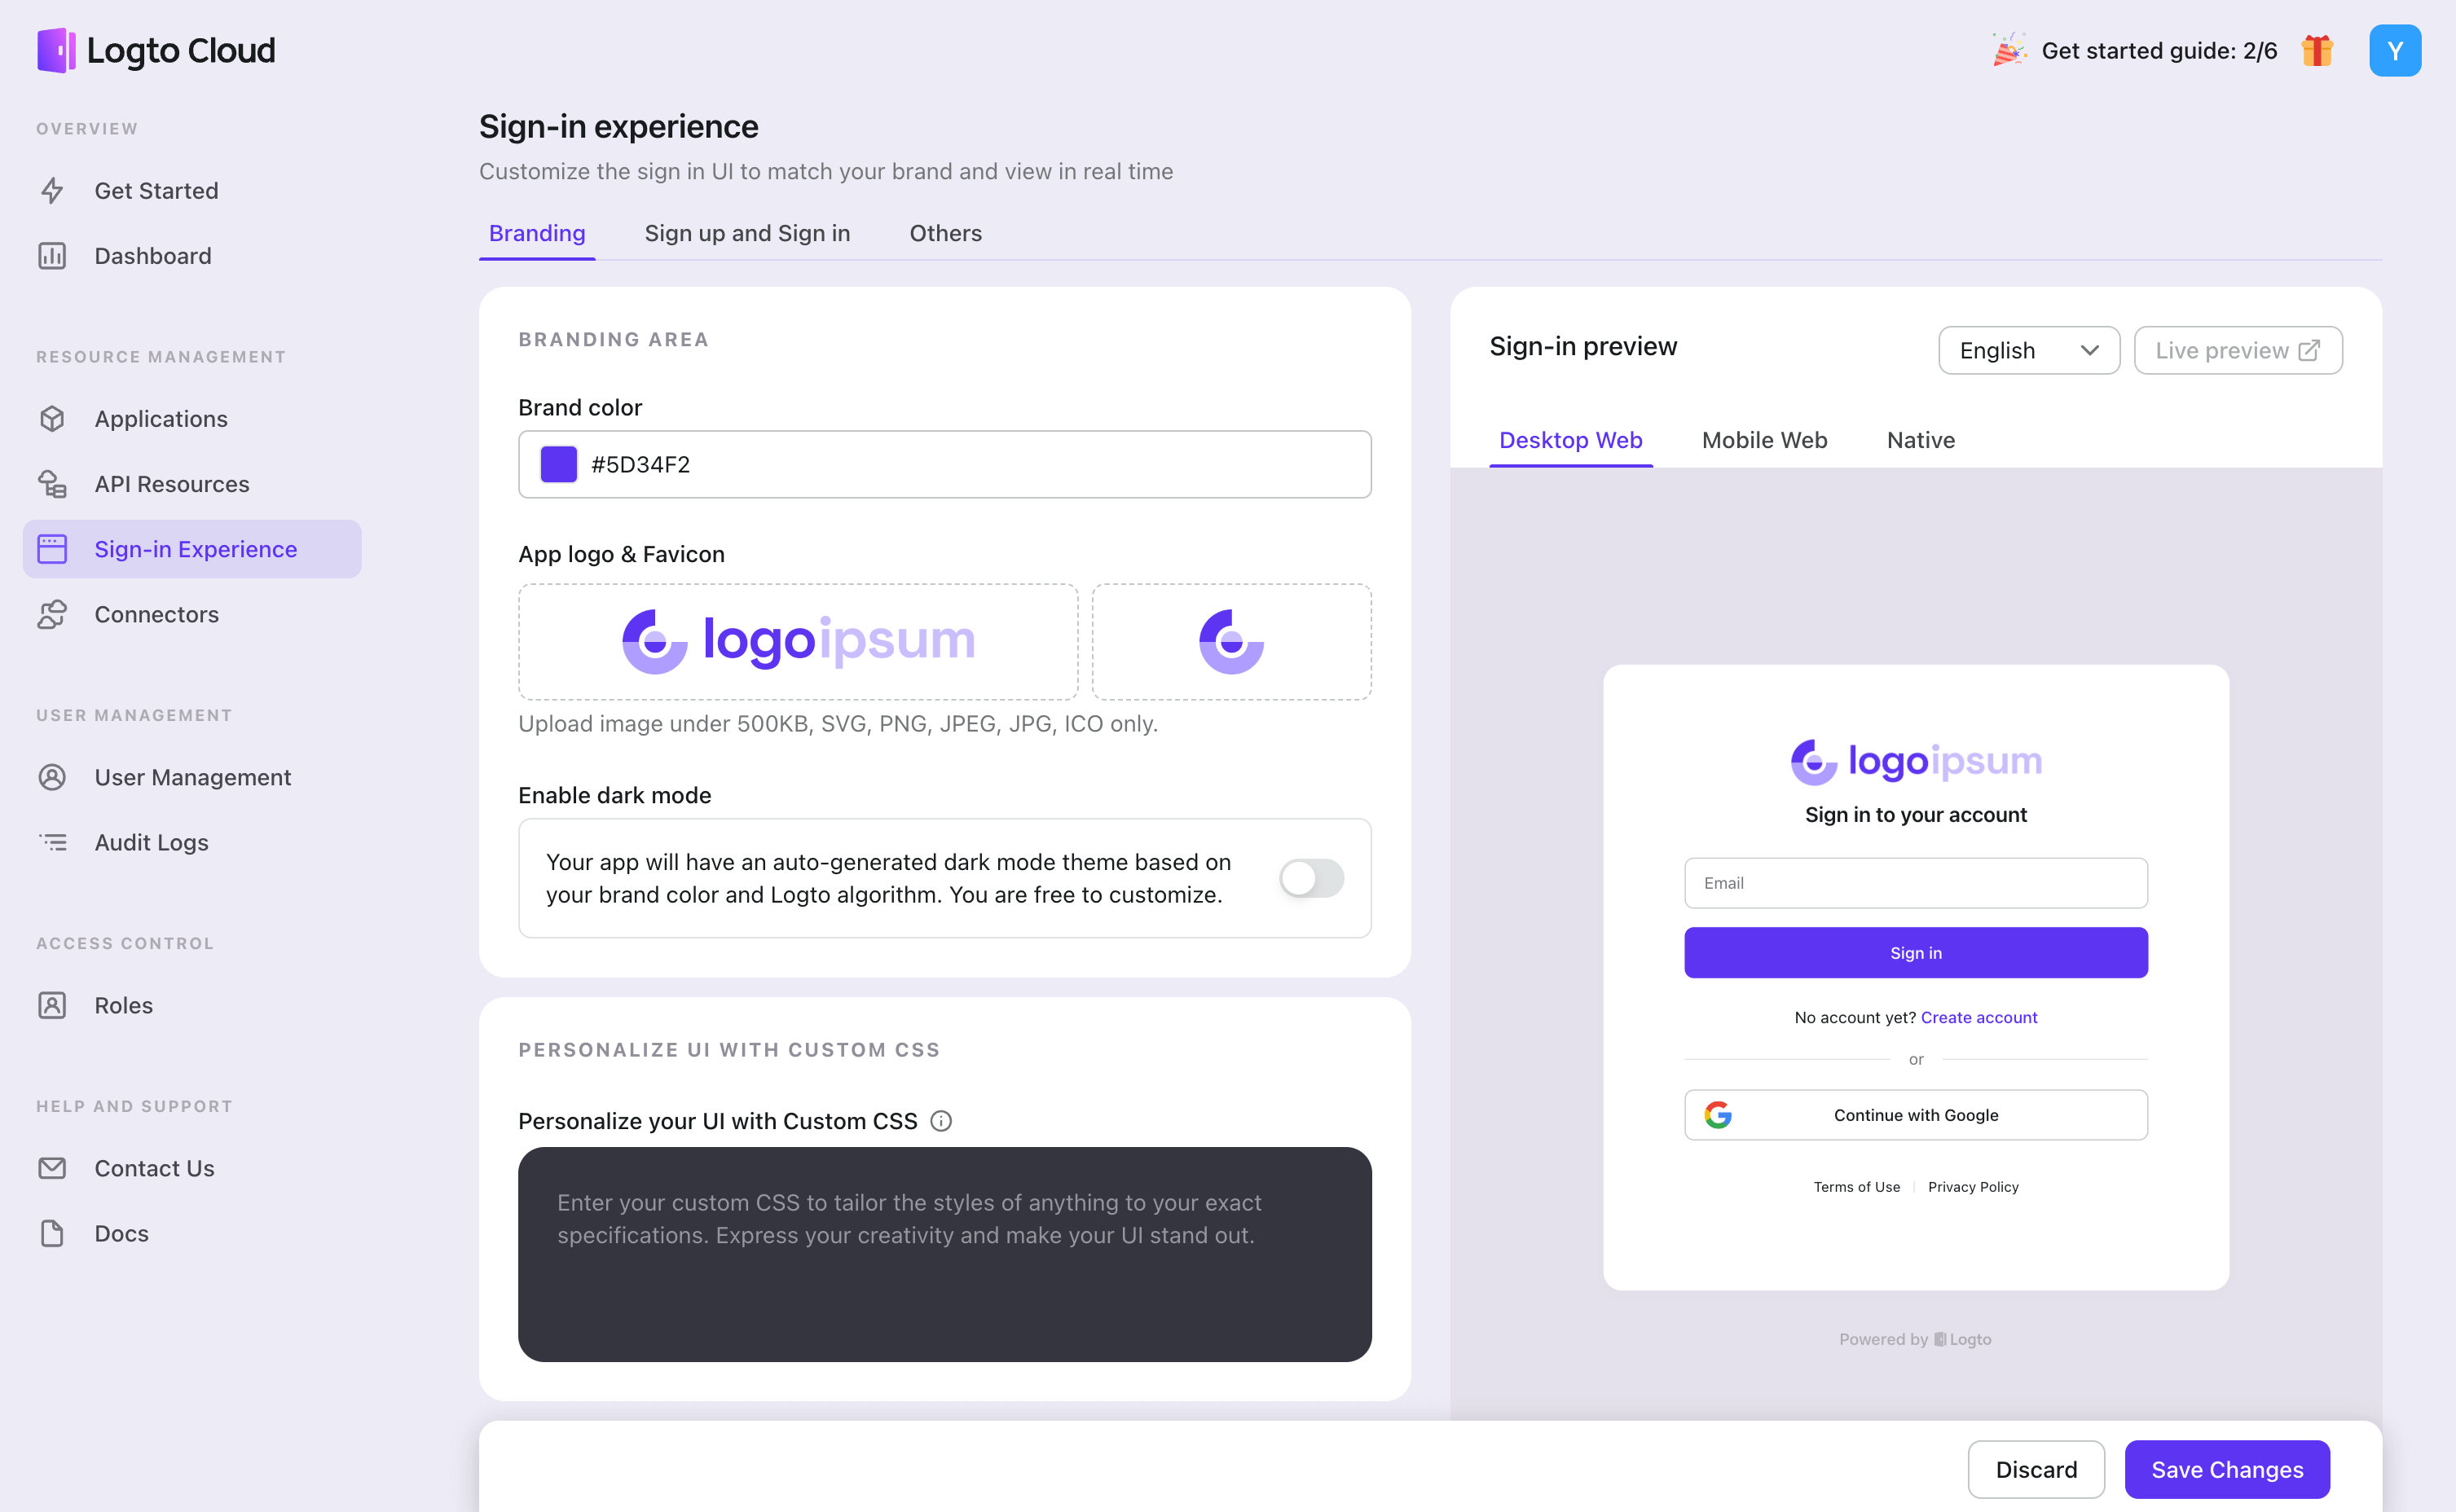 Logto Cloud
Get started guide: 2/6
Y
OVERVIEW
Get Started
Dashboard
RESOURCE MANAGEMENT
Applications
API Resources
Sign-in Experience
Connectors
USER MANAGEMENT
User Management
Audit Logs
ACCESS CONTROL
Roles
HELP AND SUPPORT
Contact Us
Docs
Sign-in experience
Customize the sign in UI to match your brand and view in real time
Branding
Sign up and Sign in
Others
BRANDING AREA
Brand color
#5D34F2
App logo & Favicon
logoipsum
Upload image under 500KB, SVG, PNG, JPEG, JPG, ICO only.
Enable dark mode
Your app will have an auto-generated dark mode theme based on
your brand color and Logto algorithm. You are free to customize.
PERSONALIZE UI WITH CUSTOM CSS
Personalize your UI with Custom CSS
Enter your custom CSS to tailor the styles of anything to your exact
specifications. Express your creativity and make your UI stand out.
Sign-in preview
English
Live preview
Desktop Web
Mobile Web
Native
logoipsum
Sign in to your account
Email
Sign in
No account yet? Create account
or
Continue with Google
Terms of Use
Privacy Policy
Powered by Logto
Discard
Save Changes